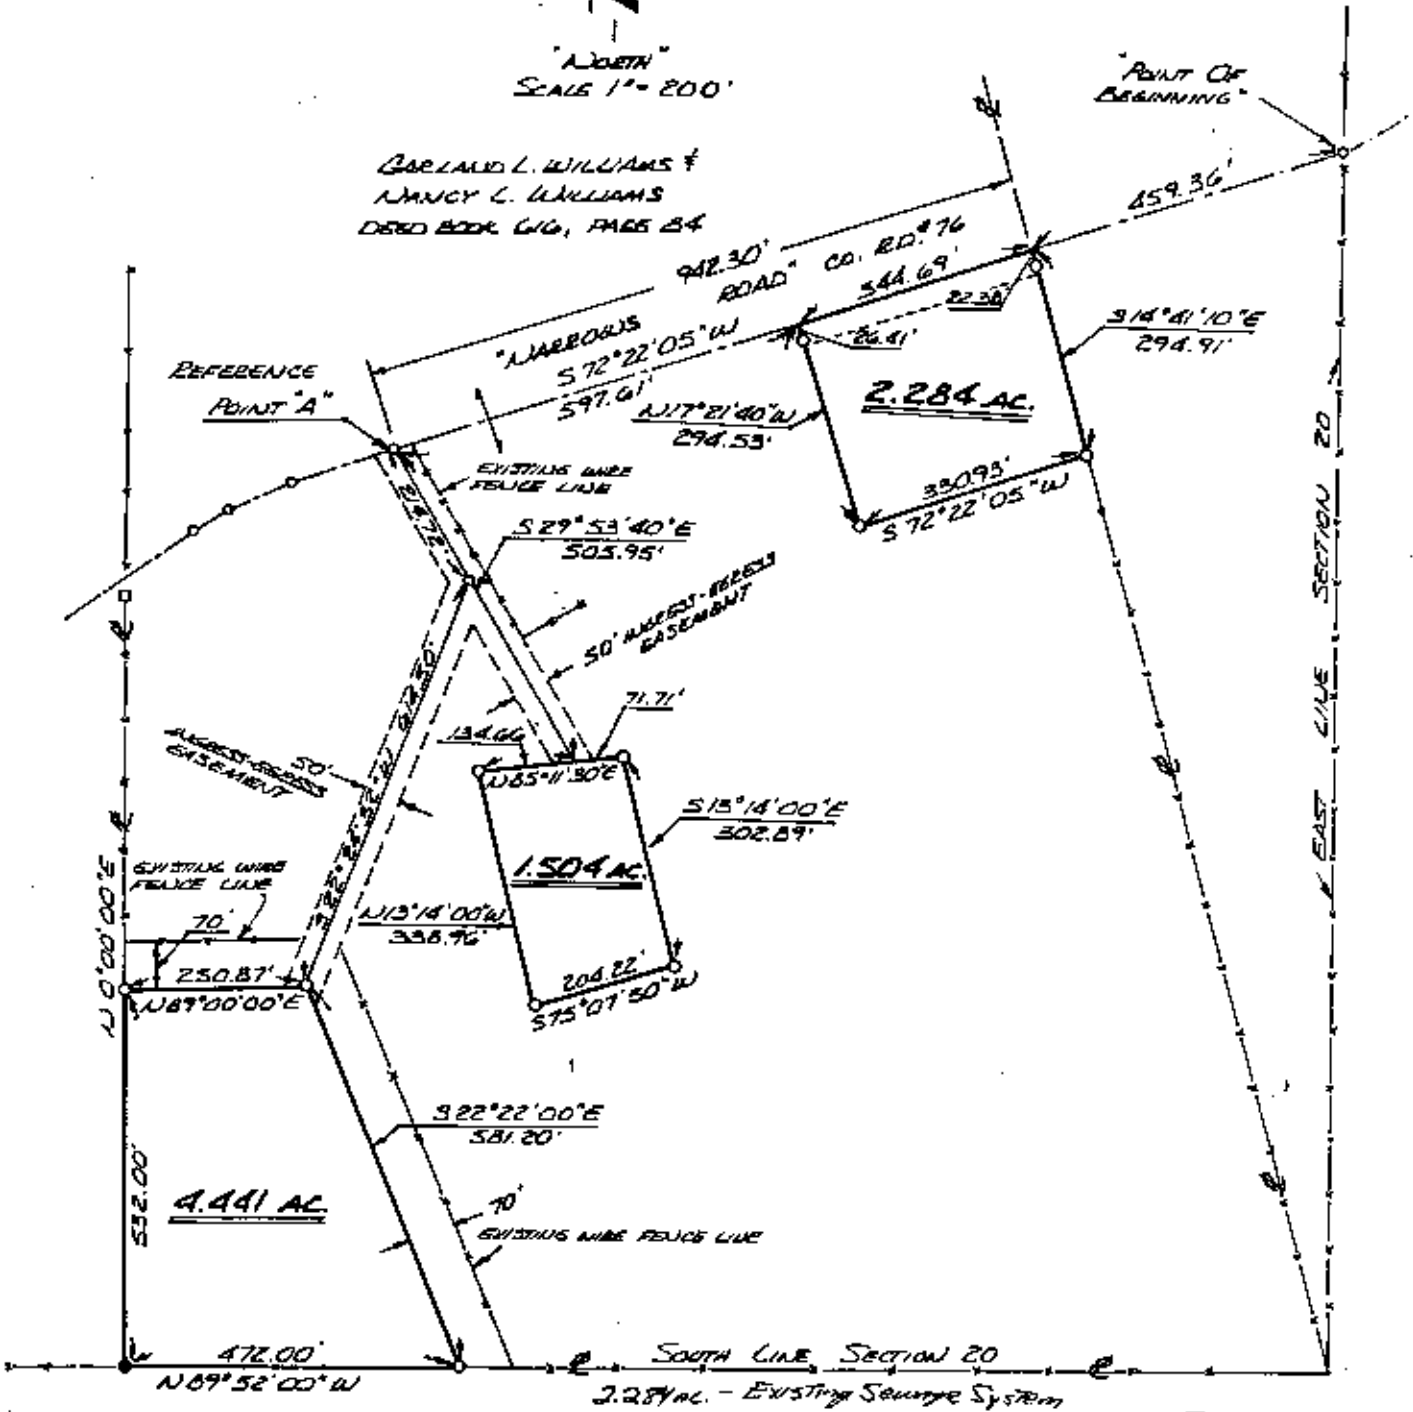 "NORTH"
SCALE 1" = 200'
"POINT OF
BEGINNING"
GARLAND L. WILLIAMS &
NANCY L. WILLIAMS
DEED BOOK 616, PAGE 84
459.36'
942.30'
"NARROWS ROAD" CO. RD. #76
344.69'
S 72°22'05" W
597.61'
22.38'
26.41'
S 14°41'10" E
294.91'
2.284 AC.
N 17°21'40" W
294.53'
330.93'
S 72°22'05" W
REFERENCE
POINT "A"
EXISTING WIRE
FENCE LINE
214.72'
S 29°53'40" E
505.95'
50' INGRESS-EGRESS
EASEMENT
EAST LINE SECTION 20
612.50'
INGRESS-EGRESS 50'
EASEMENT
134.66
71.71'
N 85°11'30" E
S 13°14'00" E
302.89'
1.504 AC.
N 13°14'00" W
338.96'
204.22'
S 75°07'50" W
EXISTING WIRE
FENCE LINE
70'
N 0°00'00" E
250.87'
N 89°00'00" E
S 22°22'00" E
581.20'
532.00'
4.441 AC.
70'
EXISTING WIRE FENCE LINE
472.00'
N 89°52'00" W
SOUTH LINE SECTION 20
2.284 AC. - Existing Sewage System